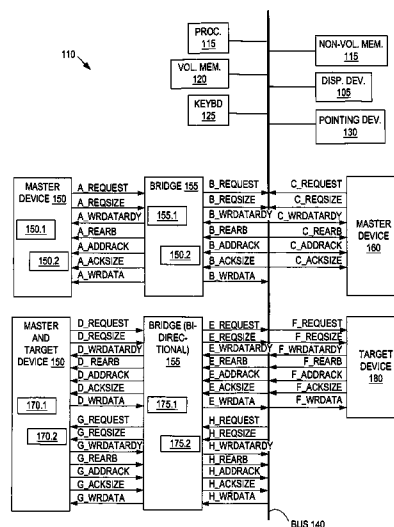 110
PROC.
115
VOL. MEM.
120
KEYBD
125
NON-VOL. MEM.
115
DISP. DEV.
105
POINTING DEV.
130
MASTER
DEVICE 150
150.1
150.2
A_REQUEST
A_REQSIZE
A_WRDATARDY
A_REARB
A_ADDRACK
A_ACKSIZE
A_WRDATA
BRIDGE 155
155.1
150.2
B_REQUEST
B_REQSIZE
B_WRDATARDY
B_REARB
B_ADDRACK
B_ACKSIZE
B_WRDATA
C_REQUEST
C_REQSIZE
C_WRDATARDY
C_REARB
C_ADDRACK
C_ACKSIZE
MASTER
DEVICE
160
MASTER
AND
TARGET
DEVICE
150
170.1
170.2
D_REQUEST
D_REQSIZE
D_WRDATARDY
D_REARB
D_ADDRACK
D_ACKSIZE
D_WRDATA
G_REQUEST
G_REQSIZE
G_WRDATARDY
G_REARB
G_ADDRACK
G_ACKSIZE
G_WRDATA
BRIDGE (BI-
DIREC-
TIONAL)
155
175.1
175.2
E_REQUEST
E_REQSIZE
E_WRDATARDY
E_REARB
E_ADDRACK
E_ACKSIZE
E_WRDATA
H_REQUEST
H_REQSIZE
H_WRDATARDY
H_REARB
H_ADDRACK
H_ACKSIZE
H_WRDATA
F_REQUEST
F_REQSIZE
F_WRDATARDY
F_REARB
F_ADDRACK
F_ACKSIZE
F_WRDATA
TARGET
DEVICE
180
BUS 140